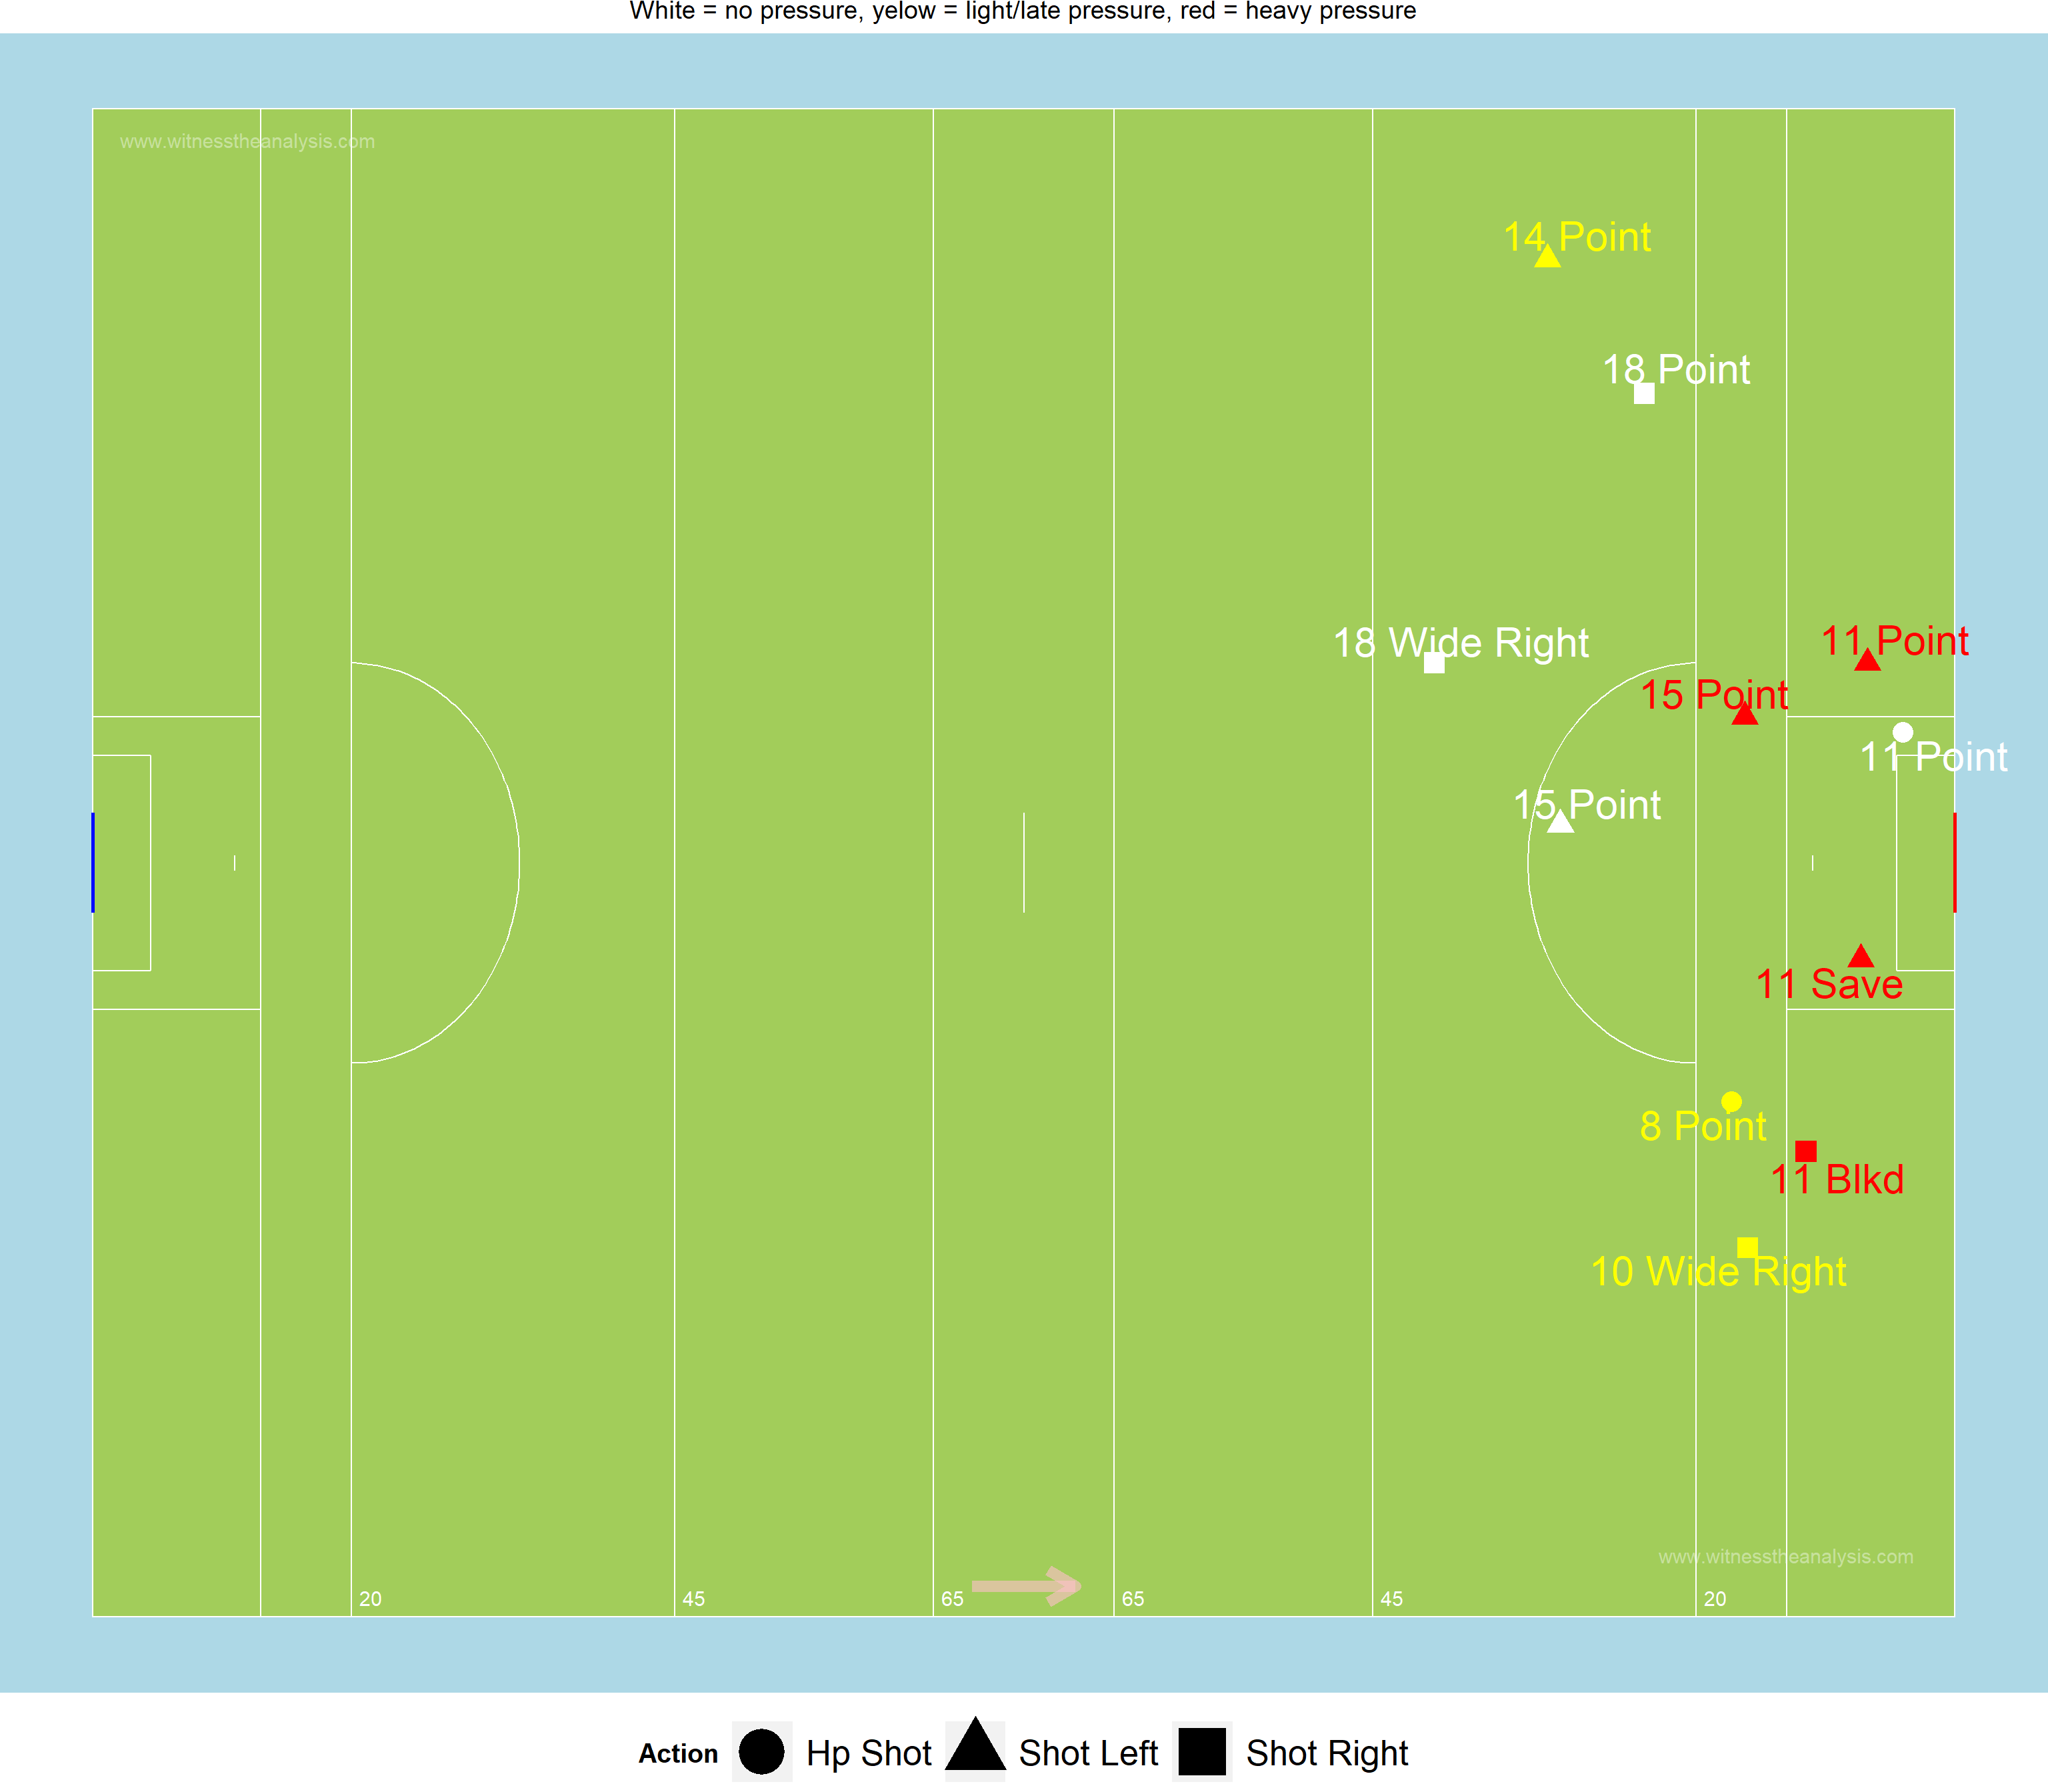 White = no pressure, yelow = light/late pressure, red = heavy pressure
www.witnesstheanalysis.com
14 Point
18 Point
18 Wide Right
11 Point
15 Point
11 Point
15 Point
11 Save
8 Point
11 Blkd
10 Wide Right
www.witnesstheanalysis.com
20
45
65
65
45
20
Action Hp Shot Shot Left Shot Right